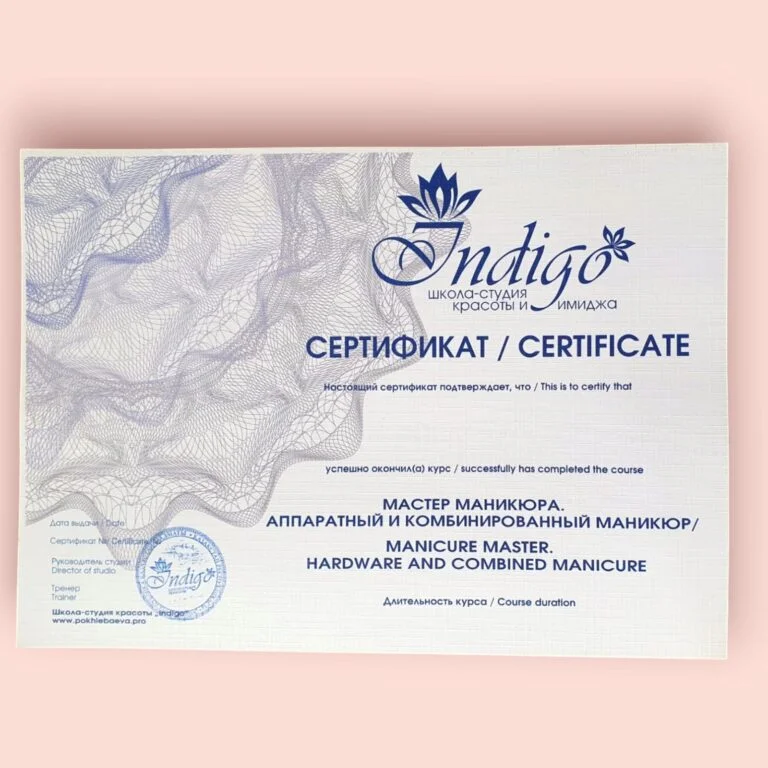 Indigo
школа-студия
красоты и имиджа
СЕРТИФИКАТ / CERTIFICATE
Настоящий сертификат подтверждает, что / This is to certify that
успешно окончил(а) курс / successfully has completed the course
МАСТЕР МАНИКЮРА.
АППАРАТНЫЙ И КОМБИНИРОВАННЫЙ МАНИКЮР/
MANICURE MASTER.
HARDWARE AND COMBINED MANICURE
Длительность курса / Course duration
Дата выдачи / Date
Сертификат №/ Certificate №
Руководитель студии
Director of studio
Тренер
Trainer
Школа-студия красоты „Indigo"
www.pokhlebaeva.pro
Indigo